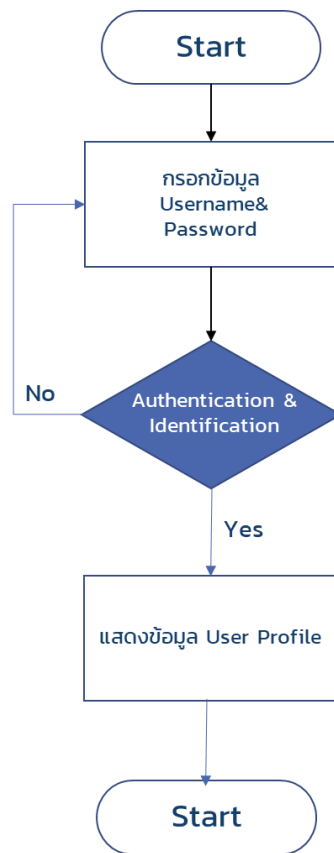 Start
กรอกข้อมูล
Username&
Password
No
Authentication &
Identification
Yes
แสดงข้อมูล User Profile
Start